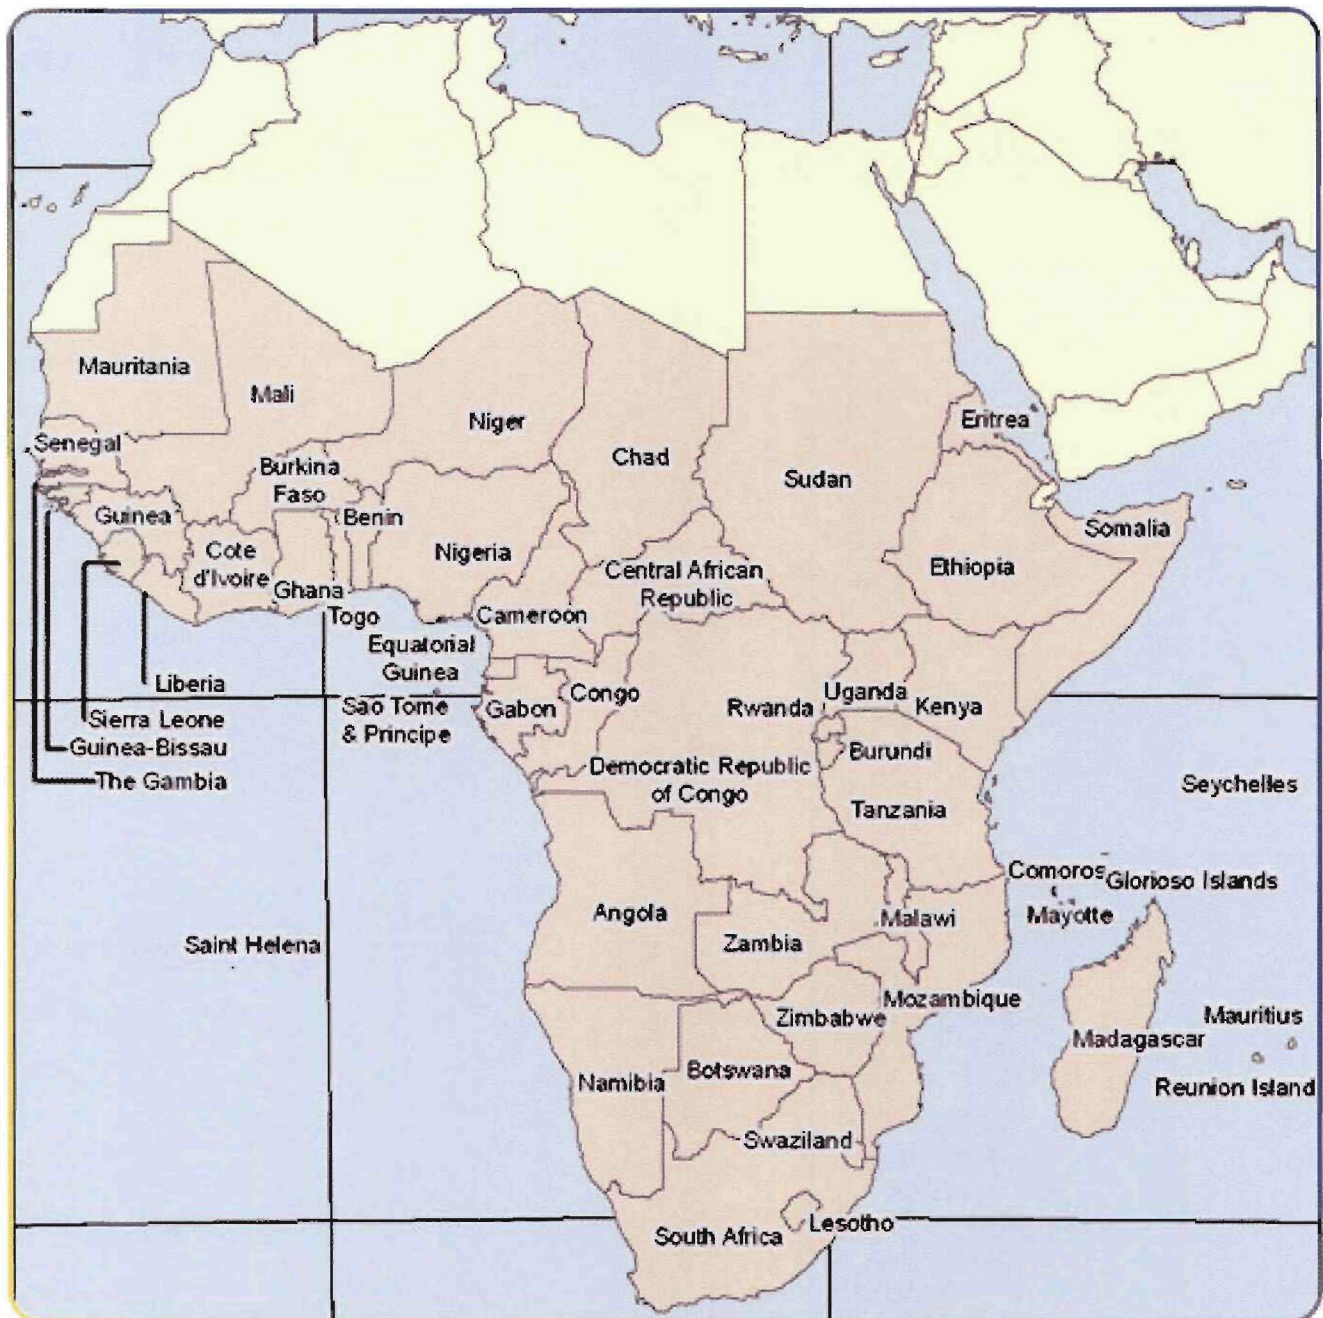 Mauritania
Mali
Niger
Chad
Sudan
Eritrea
Senegal
Burkina
Faso
Guinea
Benin
Nigeria
Cote
d'Ivoire
Ghana
Togo
Central African
Republic
Ethiopia
Somalia
Cameroon
Equatorial
Guinea
Liberia
Sierra Leone
Guinea-Bissau
The Gambia
Sao Tome
& Principe
Gabon
Congo
Rwanda
Uganda
Kenya
Burundi
Democratic Republic
of Congo
Tanzania
Seychelles
Comoros
Glorioso Islands
Mayotte
Angola
Malawi
Zambia
Saint Helena
Mozambique
Zimbabwe
Mauritius
Madagascar
Reunion Island
Namibia
Botswana
Swaziland
South Africa
Lesotho